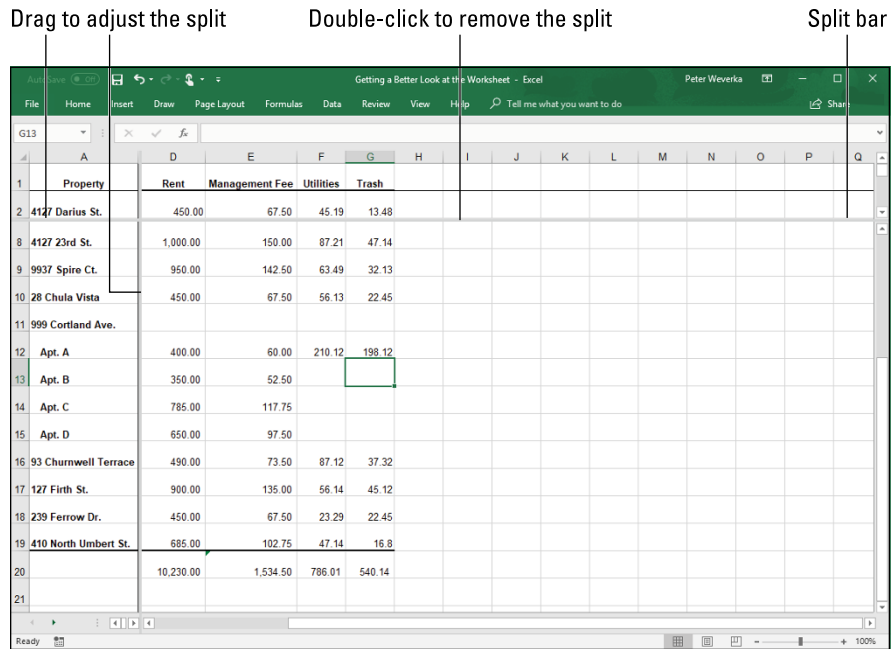 Drag to adjust the split Double-click to remove the split Split bar
AutoSave Off Getting a Better Look at the Worksheet - Excel Peter Weverka
File Home Insert Draw Page Layout Formulas Data Review View Help Tell me what you want to do Share
G13 fx
A D E F G H I J K L M N O P Q
1 Property Rent Management Fee Utilities Trash
2 4127 Darius St. 450.00 67.50 45.19 13.48
8 4127 23rd St. 1,000.00 150.00 87.21 47.14
9 9937 Spire Ct. 950.00 142.50 63.49 32.13
10 28 Chula Vista 450.00 67.50 56.13 22.45
11 999 Cortland Ave.
12 Apt. A 400.00 60.00 210.12 198.12
13 Apt. B 350.00 52.50
14 Apt. C 785.00 117.75
15 Apt. D 650.00 97.50
16 93 Churnwell Terrace 490.00 73.50 87.12 37.32
17 127 Firth St. 900.00 135.00 56.14 45.12
18 239 Ferrow Dr. 450.00 67.50 23.29 22.45
19 410 North Umbert St. 685.00 102.75 47.14 16.8
20 10,230.00 1,534.50 786.01 540.14
21
Ready 100%